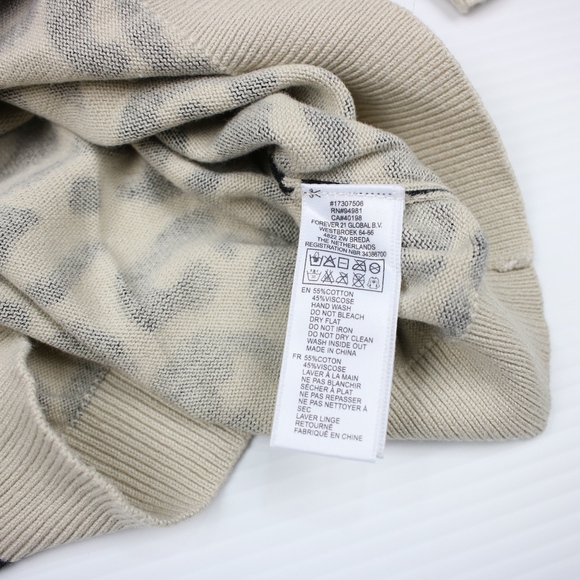 #17307506
RN#94981
CA#40198
FOREVER 21 GLOBAL B.V.
WESTBROEK 64-66
4822 ZW BREDA
THE NETHERLANDS
REGISTRATION NBR 34386700
EN 55%COTTON
45%VISCOSE
HAND WASH
DO NOT BLEACH
DRY FLAT
DO NOT IRON
DO NOT DRY CLEAN
WASH INSIDE OUT
MADE IN CHINA
FR 55%COTON
45%VISCOSE
LAVER À LA MAIN
NE PAS BLANCHIR
SÉCHER À PLAT
NE PAS REPASSER
NE PAS NETTOYER À
SEC
LAVER LINGE
RETOURNÉ
FABRIQUÉ EN CHINE